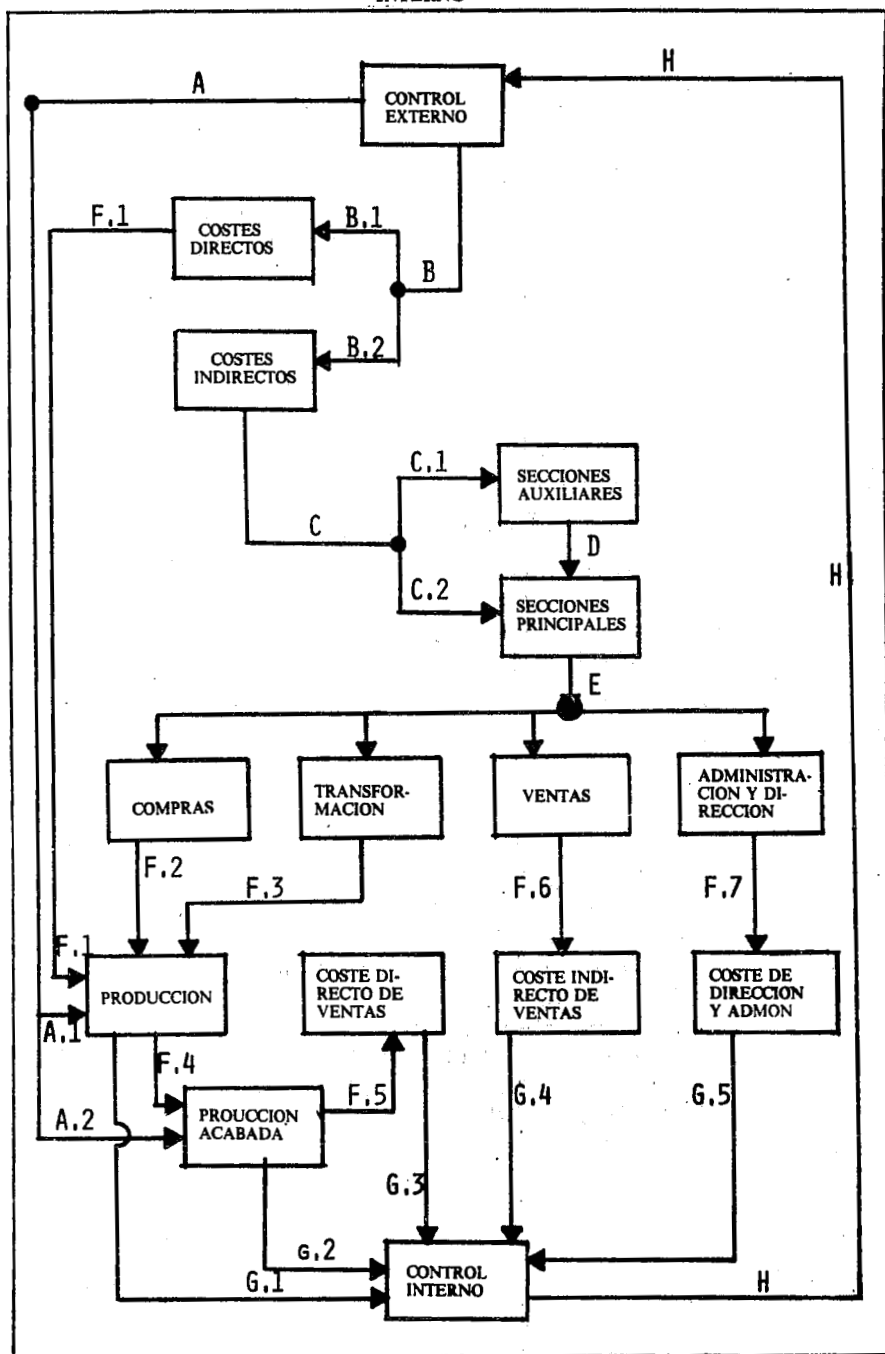 INTERNO
A
H
CONTROL
EXTERNO
F.1
COSTES
DIRECTOS
B.1
B
COSTES
INDIRECTOS
B.2
C.1
SECCIONES
AUXILIARES
C
D
H
C.2
SECCIONES
PRINCIPALES
E
COMPRAS
TRANSFOR-
MACION
VENTAS
ADMINISTRA-
CION Y DI-
RECCION
F.2
F.3
F.6
F.7
F.1
PRODUCCION
COSTE DI-
RECTO DE
VENTAS
COSTE INDI-
RECTO DE
VENTAS
COSTE DE
DIRECCION
Y ADMON
A.1
F.4
F.5
G.4
G.5
A.2
PROUCCION
ACABADA
G.3
G.2
G.1
CONTROL
INTERNO
H